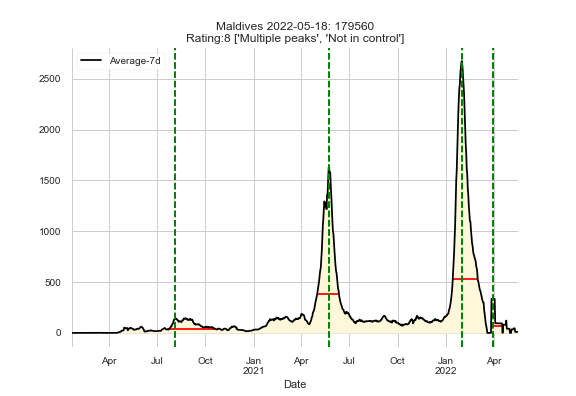 Maldives 2022-05-18: 179560
Rating:8 ['Multiple peaks', 'Not in control']
Average-7d
2500
2000
1500
1000
500
0
Apr Jul Oct Jan Apr Jul Oct Jan Apr
2021 2022
Date